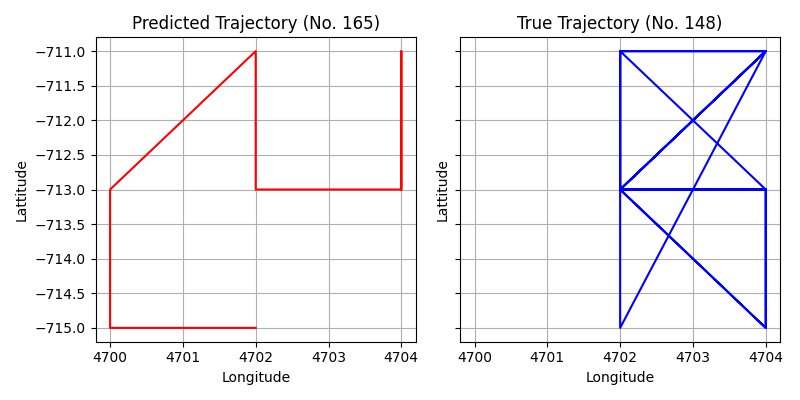 Predicted Trajectory (No. 165)
True Trajectory (No. 148)
−711.0
−711.5
−712.0
−712.5
−713.0
−713.5
−714.0
−714.5
−715.0
Lattitude
Lattitude
4700 4701 4702 4703 4704
4700 4701 4702 4703 4704
Longitude
Longitude